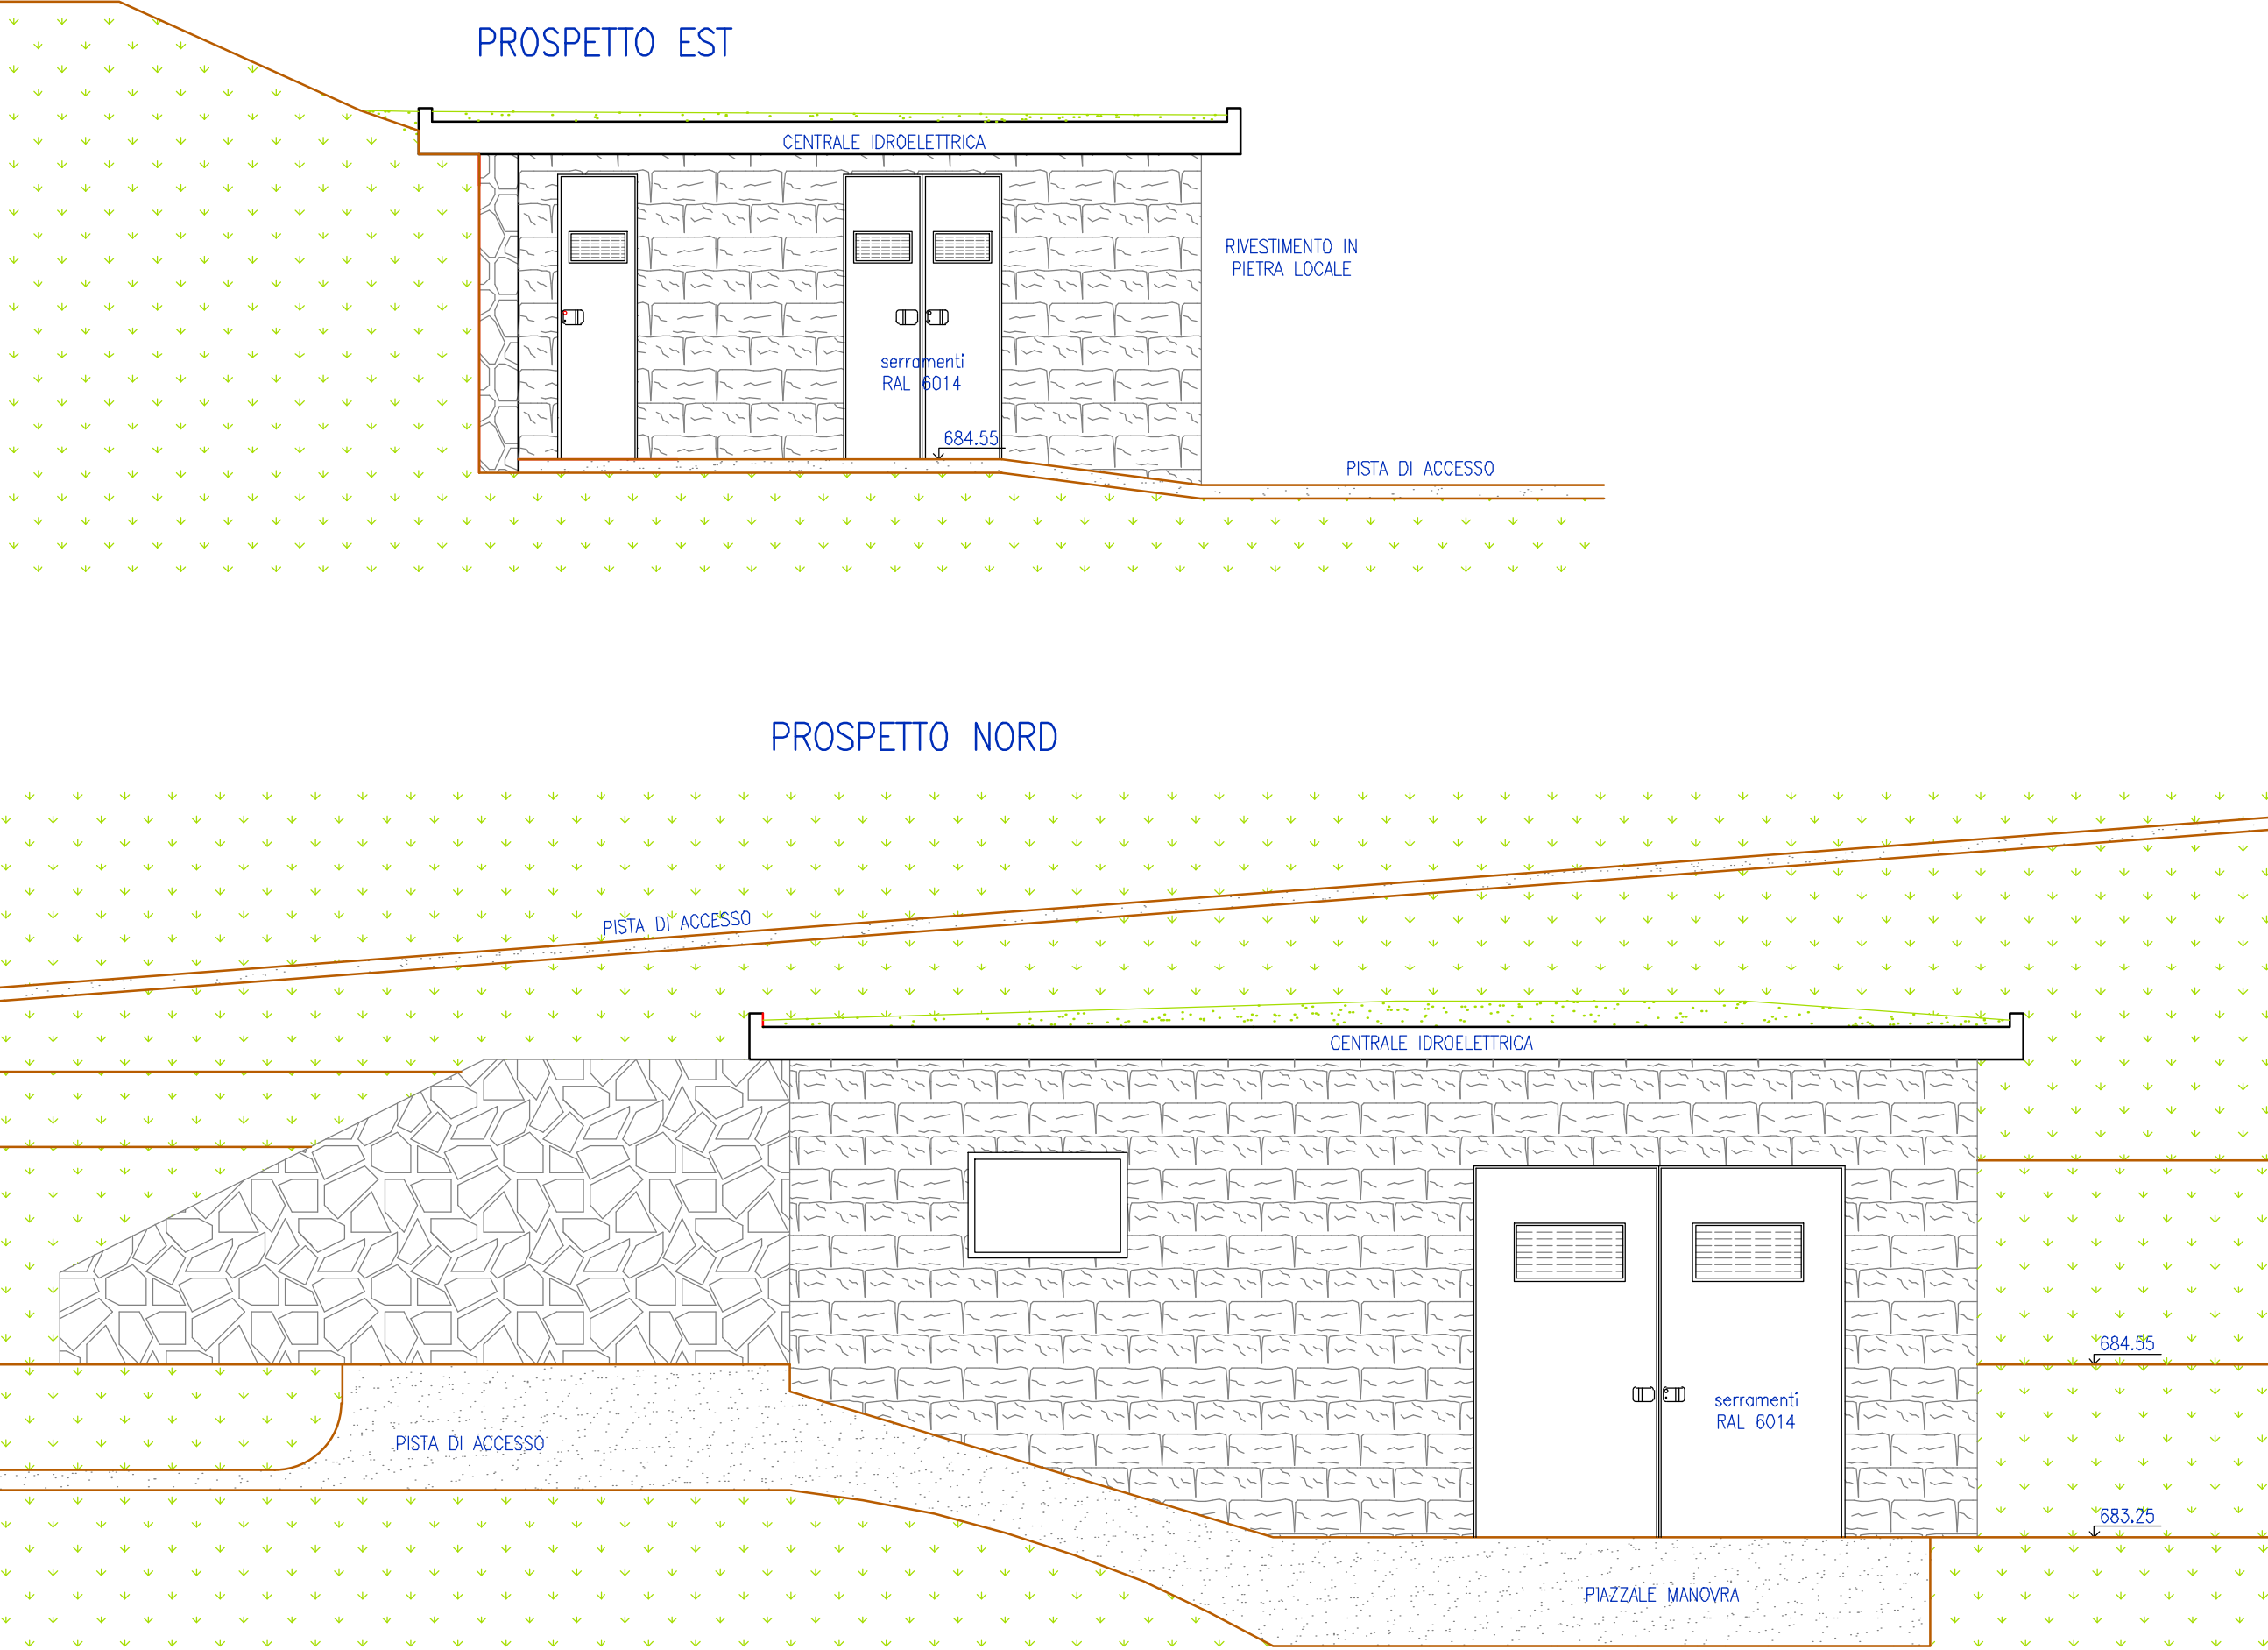 PROSPETTO EST
CENTRALE IDROELETTRICA
RIVESTIMENTO IN
PIETRA LOCALE
serramenti
RAL 6014
684.55
PISTA DI ACCESSO
PROSPETTO NORD
PISTA DI ACCESSO
CENTRALE IDROELETTRICA
684.55
serramenti
RAL 6014
PISTA DI ACCESSO
683.25
PIAZZALE MANOVRA